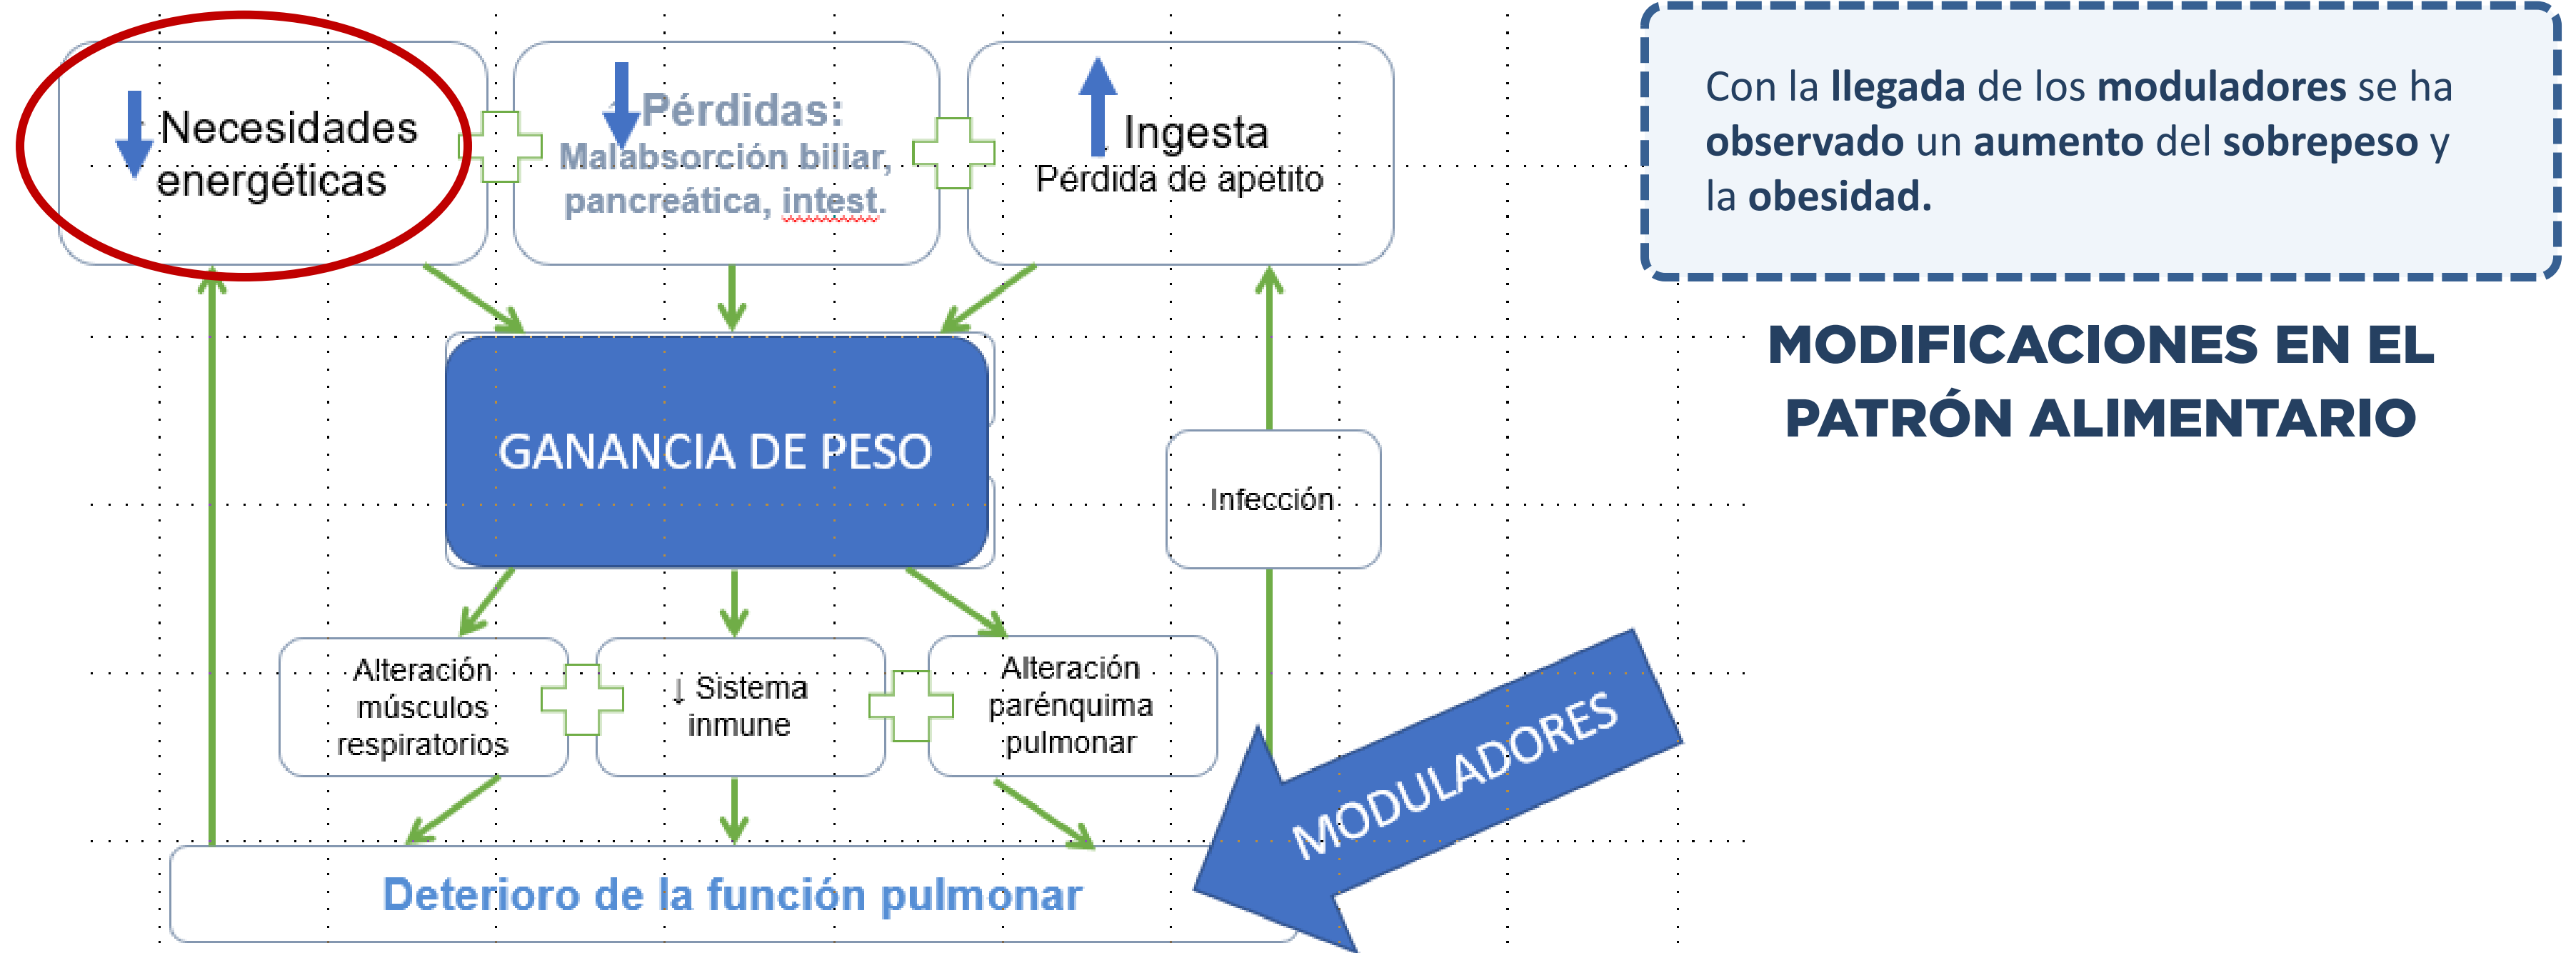 Necesidades
energéticas
Pérdidas:
Malabsorción biliar,
pancreática, intest.
Ingesta
Pérdida de apetito
Con la llegada de los moduladores se ha
observado un aumento del sobrepeso y
la obesidad.
MODIFICACIONES EN EL
PATRÓN ALIMENTARIO
GANANCIA DE PESO
Infección
Alteración
músculos
respiratorios
↓ Sistema
inmune
Alteración
parénquima
pulmonar
MODULADORES
Deterioro de la función pulmonar